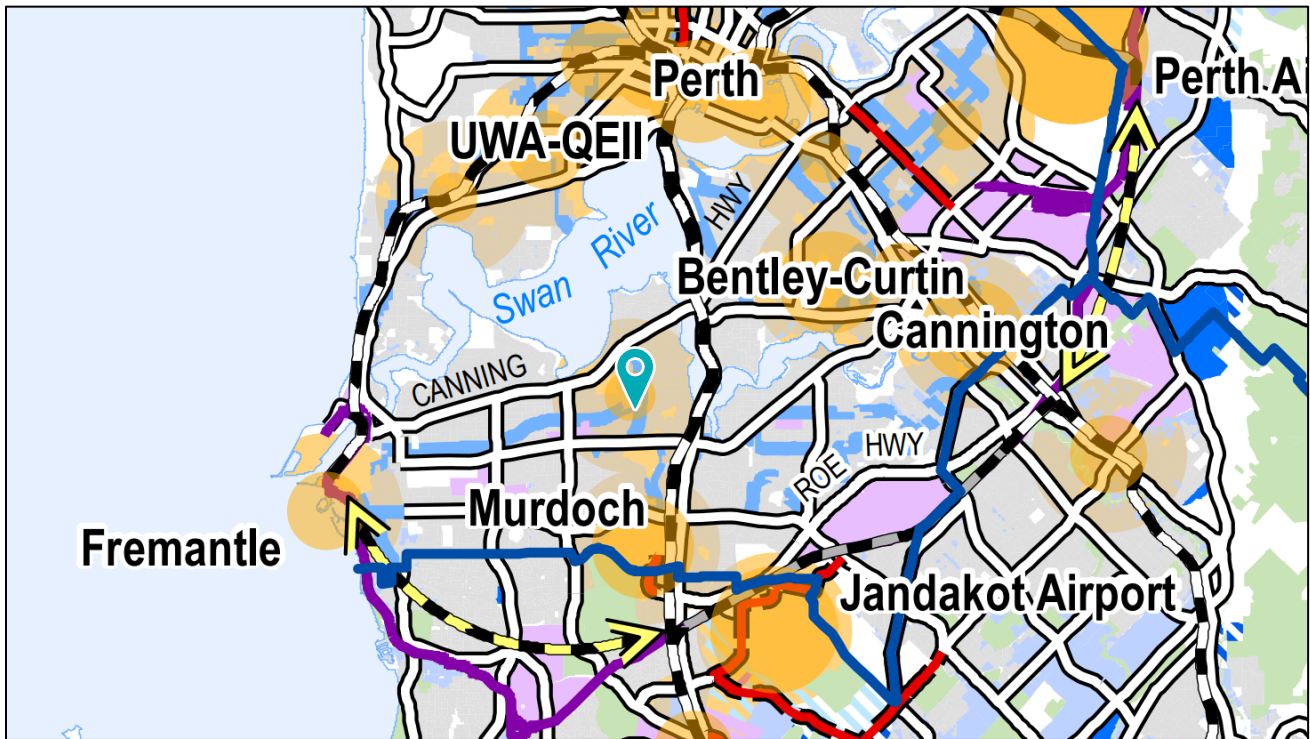 Perth
Perth Ai
UWA-QEII
HWY
Swan River
Bentley-Curtin
Cannington
CANNING
ROE HWY
Murdoch
Fremantle
Jandakot Airport